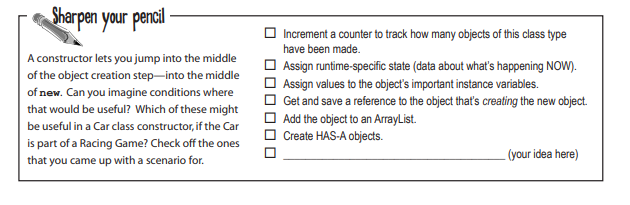 Sharpen your pencil
A constructor lets you jump into the middle
of the object creation step—into the middle
of new. Can you imagine conditions where
that would be useful? Which of these might
be useful in a Car class constructor, if the Car
is part of a Racing Game? Check off the ones
that you came up with a scenario for.
Increment a counter to track how many objects of this class type
have been made.
Assign runtime-specific state (data about what's happening NOW).
Assign values to the object's important instance variables.
Get and save a reference to the object that's creating the new object.
Add the object to an ArrayList.
Create HAS-A objects.
(your idea here)